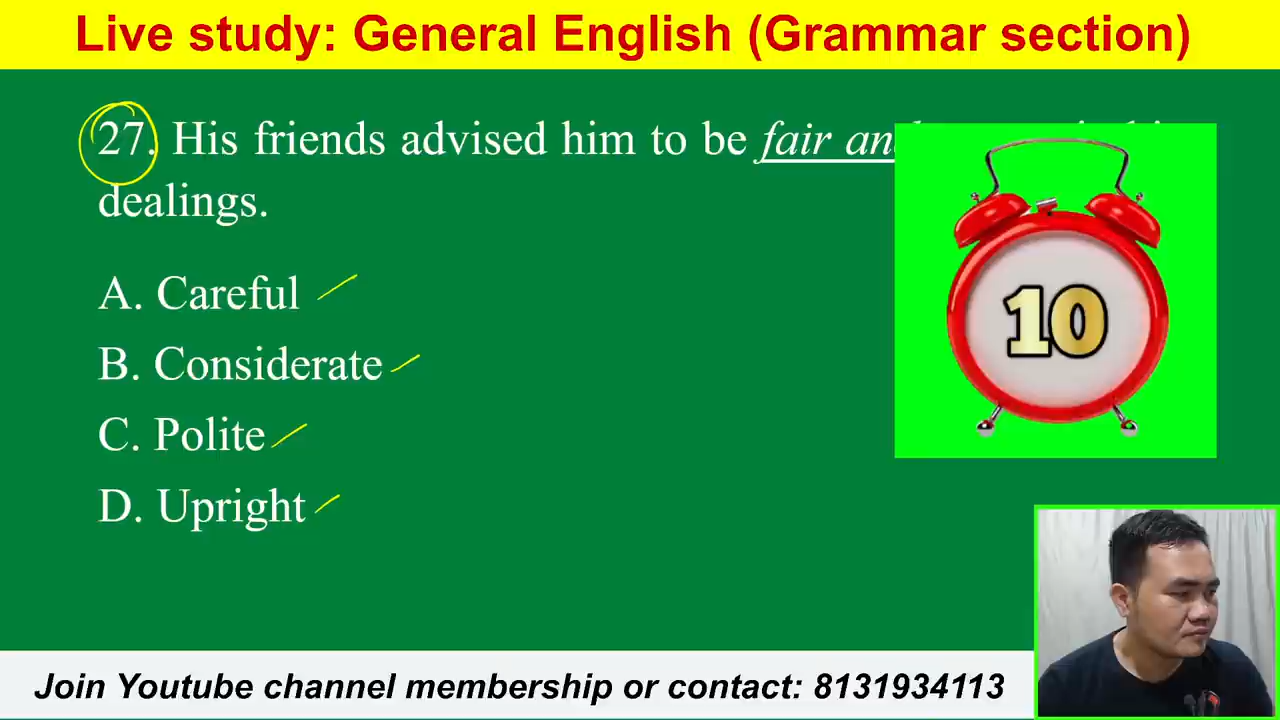 Live study: General English (Grammar section)
27. His friends advised him to be fair and
dealings.
A. Careful
B. Considerate
C. Polite
D. Upright
10
Join Youtube channel membership or contact: 8131934113